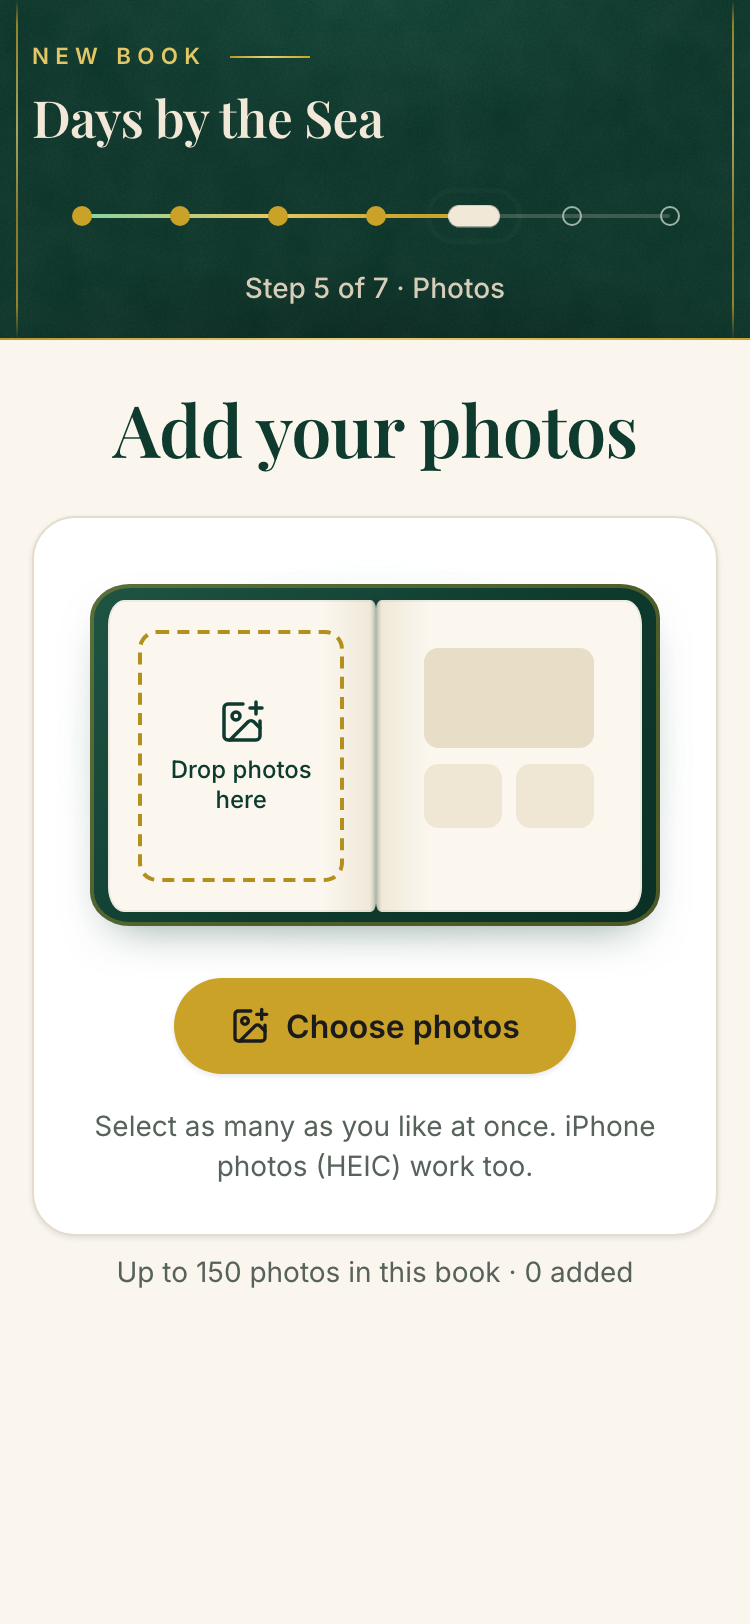 NEW BOOK
Days by the Sea
Step 5 of 7 · Photos
Add your photos
Drop photos
here
Choose photos
Select as many as you like at once. iPhone
photos (HEIC) work too.
Up to 150 photos in this book · 0 added